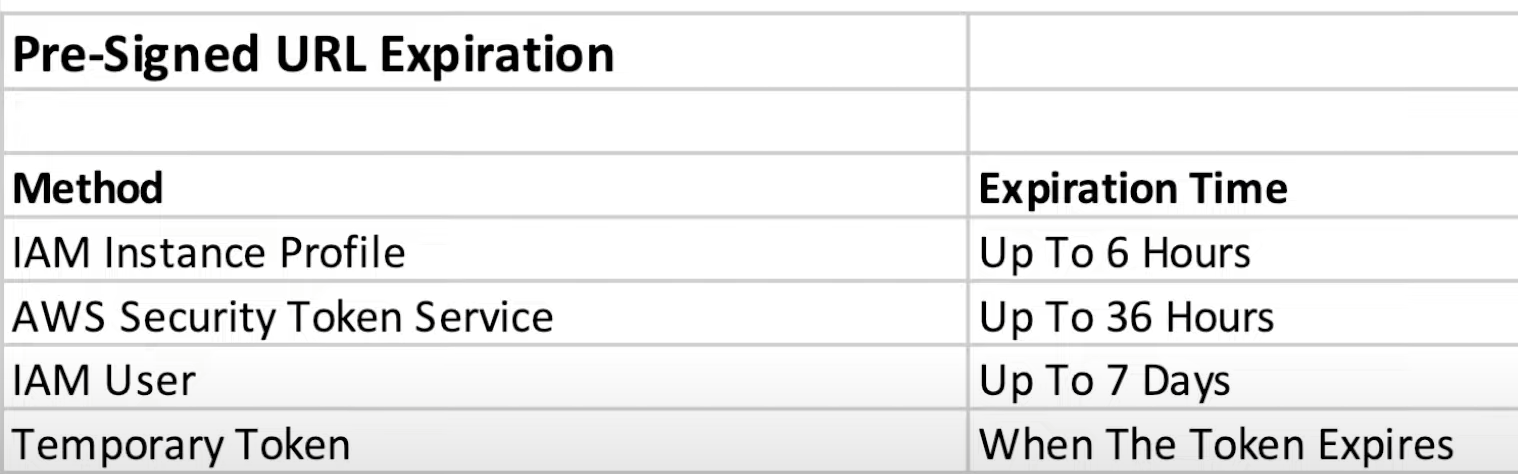 Pre-Signed URL Expiration
Method Expiration Time
IAM Instance Profile Up To 6 Hours
AWS Security Token Service Up To 36 Hours
IAM User Up To 7 Days
Temporary Token When The Token Expires